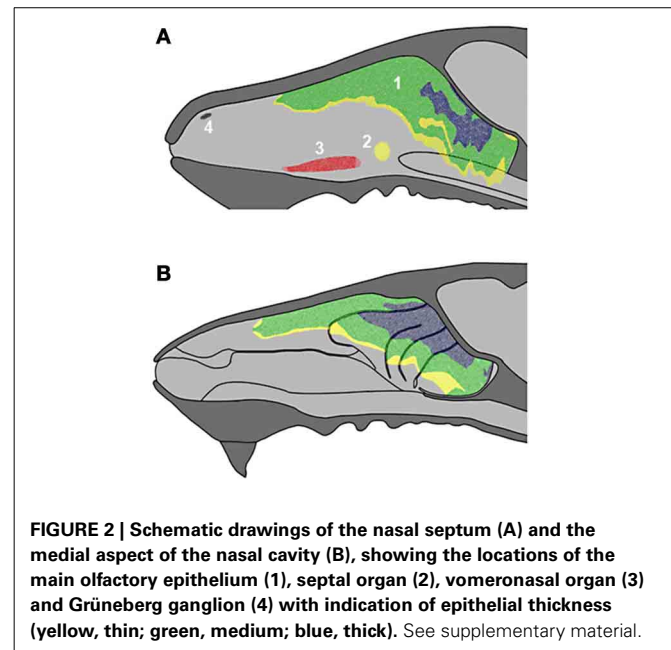 A
1
4
3
2
B
FIGURE 2 | Schematic drawings of the nasal septum (A) and the
medial aspect of the nasal cavity (B), showing the locations of the
main olfactory epithelium (1), septal organ (2), vomeronasal organ (3)
and Grüneberg ganglion (4) with indication of epithelial thickness
(yellow, thin; green, medium; blue, thick). See supplementary material.